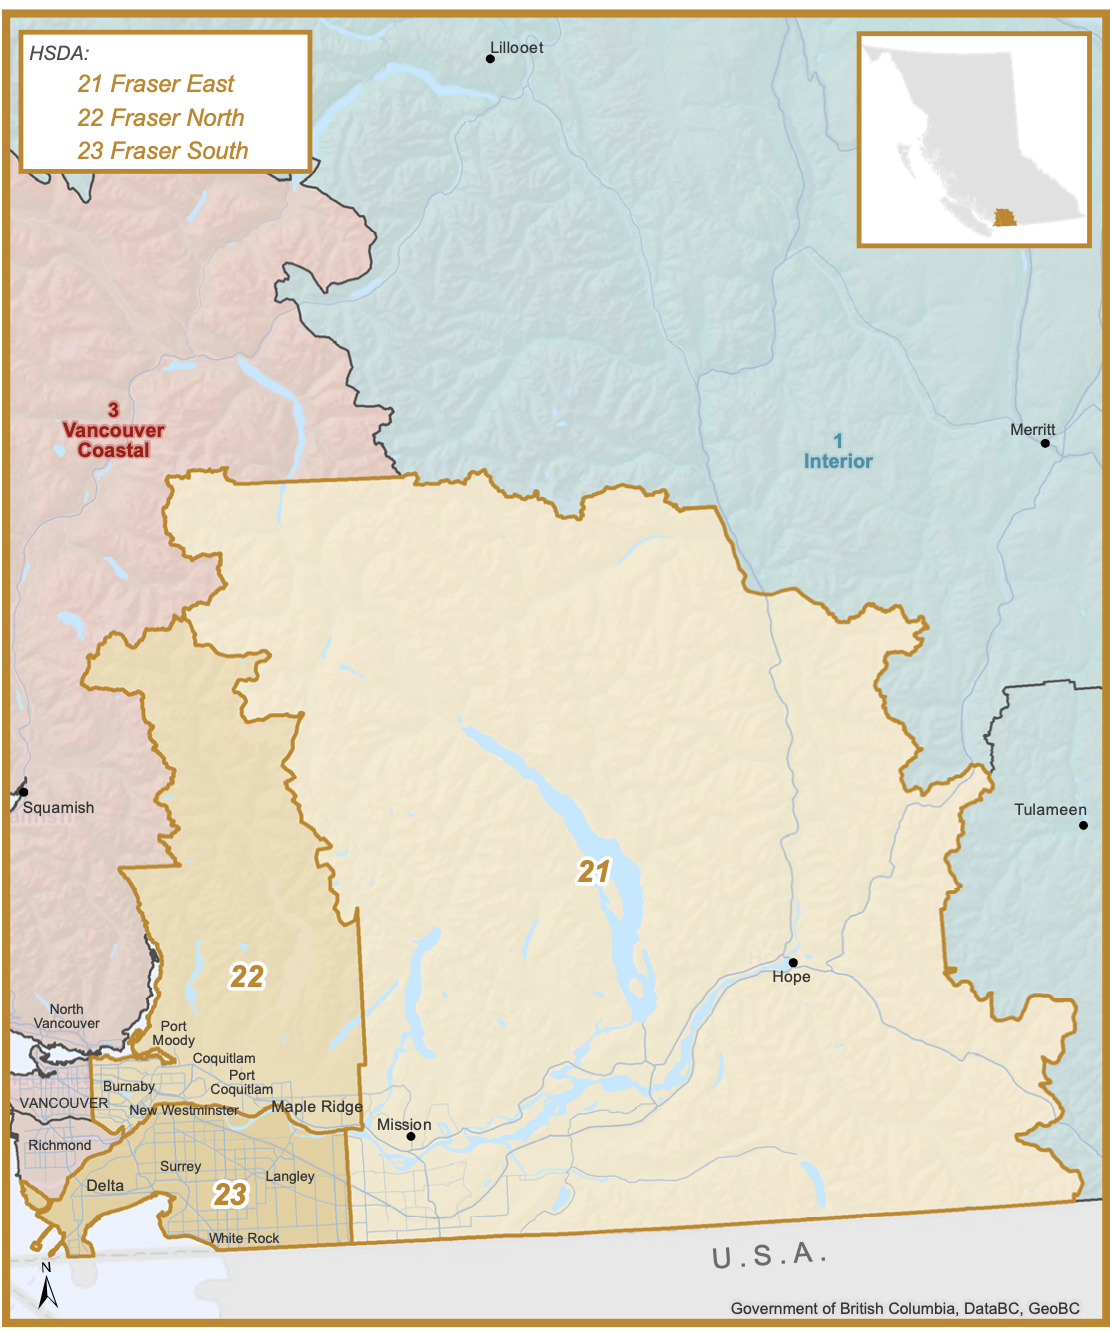 HSDA:
21 Fraser East
22 Fraser North
23 Fraser South
Lillooet
3
Vancouver
Coastal
1
Interior
Merritt
Squamish
Tulameen
21
22
Hope
North
Vancouver
Port
Moody
Coquitlam
Port
Coquitlam
Burnaby
VANCOUVER
New Westminster
Maple Ridge
Mission
Richmond
Surrey
Langley
Delta
23
White Rock
U.S.A.
N
Government of British Columbia, DataBC, GeoBC